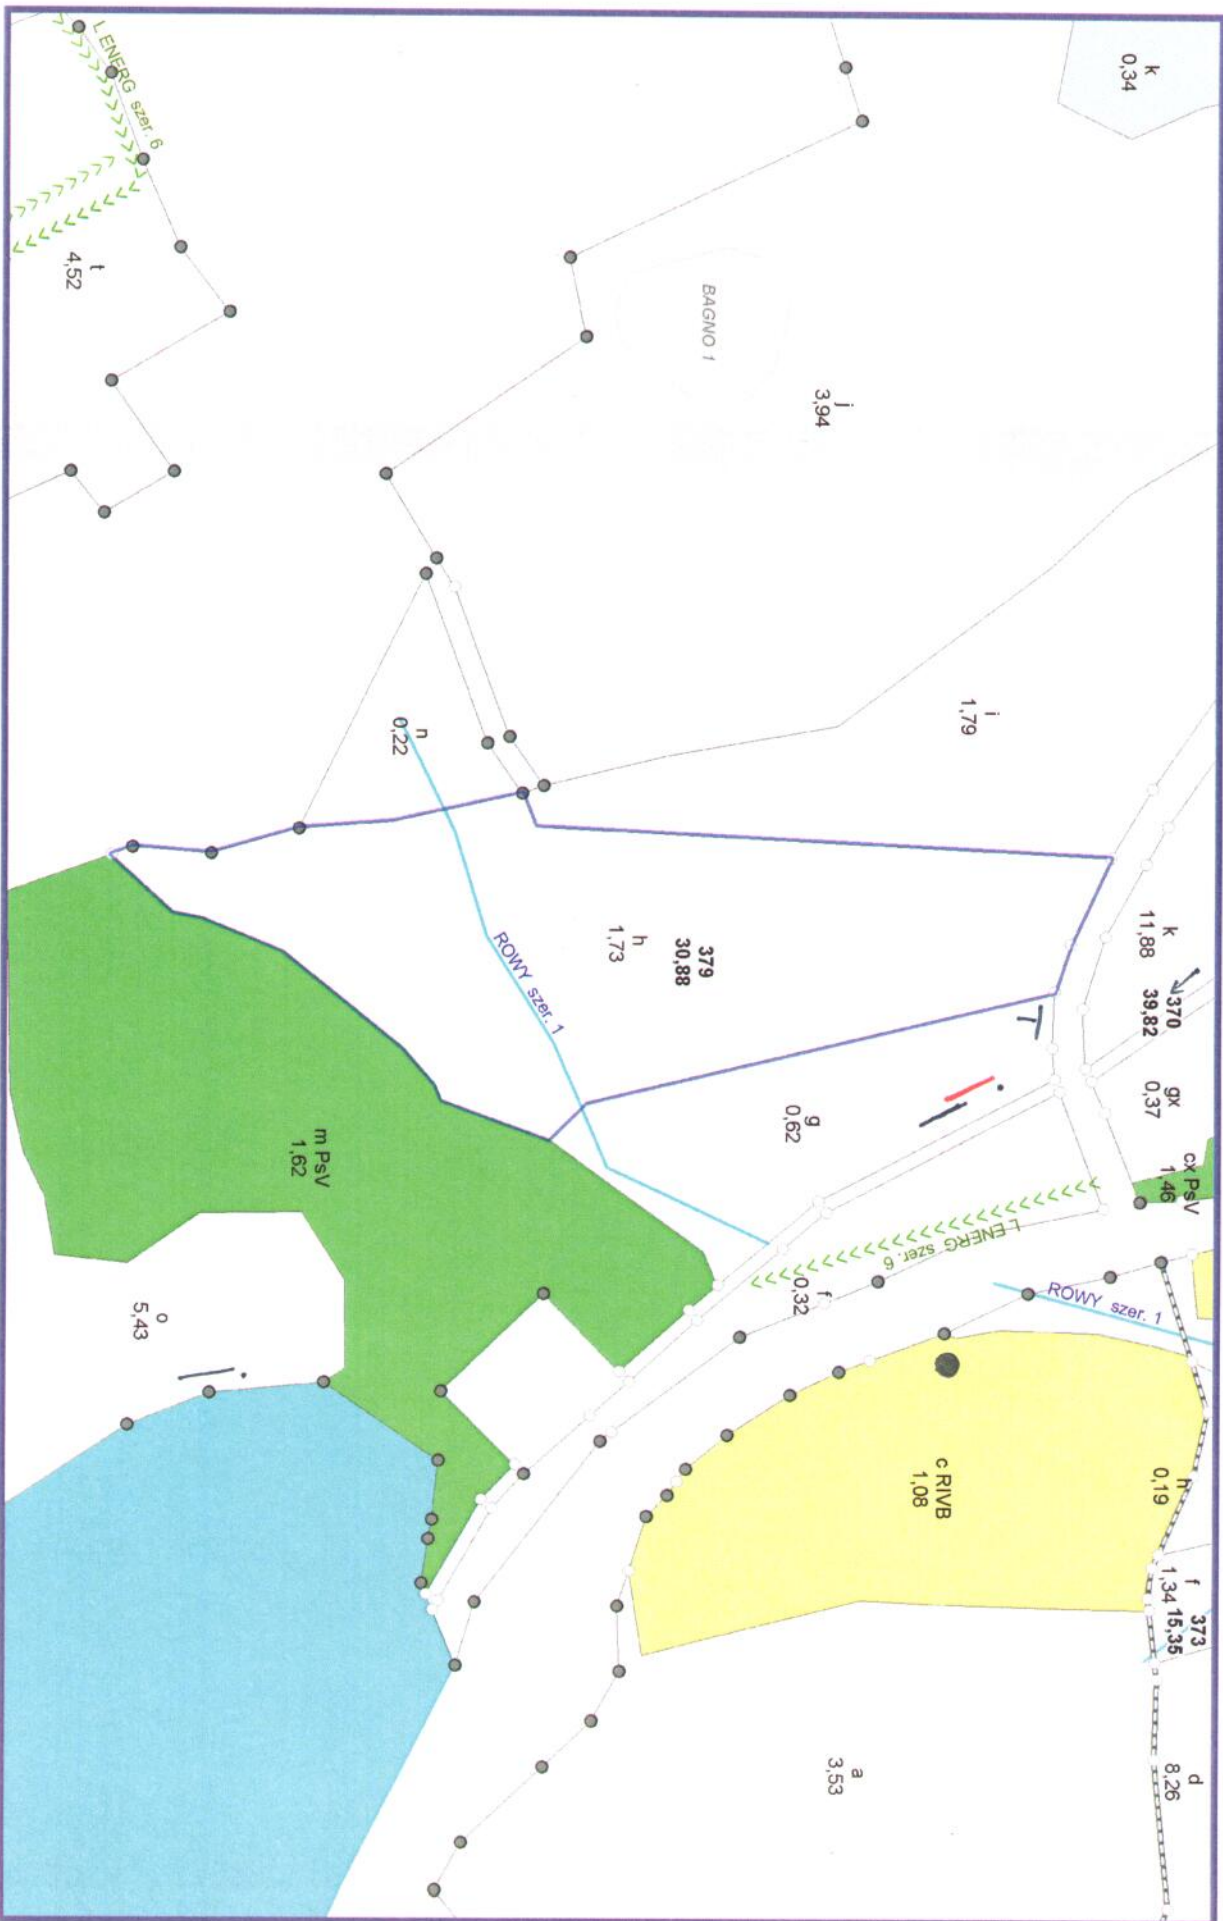 k
0,34
L ENERG szer. 6
t
4,52
BAGNO 1
j
3,94
i
1,79
n
0,22
k
11,88
370
39,82
gx
0,37
cx PsV
1,46
379
30,88
h
1,73
ROWY szer. 1
T
g
0,62
L ENERG szer. 6
f
0,32
ROWY szer. 1
m PsV
1,62
o
5,43
c RIVB
1,08
h
0,19
f
1,34
373
15,35
d
8,26
a
3,53